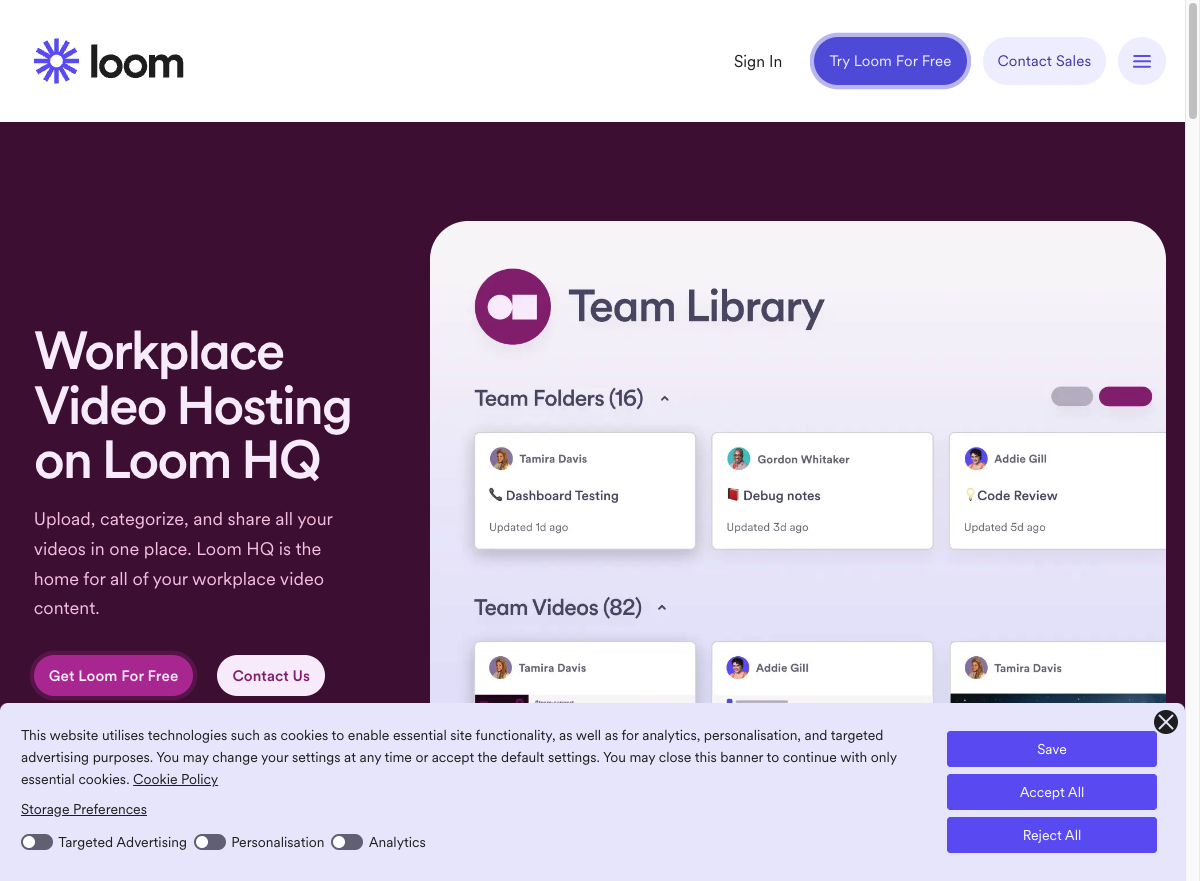 loom
Sign In
Try Loom For Free
Contact Sales
Workplace
Video Hosting
on Loom HQ
Upload, categorize, and share all your
videos in one place. Loom HQ is the
home for all of your workplace video
content.
Get Loom For Free
Contact Us
Team Library
Team Folders (16)
Tamira Davis
📞 Dashboard Testing
Updated 1d ago
Gordon Whitaker
📕 Debug notes
Updated 3d ago
Addie Gill
💡Code Review
Updated 5d ago
Team Videos (82)
Tamira Davis
Addie Gill
Tamira Davis
This website utilises technologies such as cookies to enable essential site functionality, as well as for analytics, personalisation, and targeted
advertising purposes. You may change your settings at any time or accept the default settings. You may close this banner to continue with only
essential cookies. Cookie Policy
Storage Preferences
Targeted Advertising
Personalisation
Analytics
Save
Accept All
Reject All